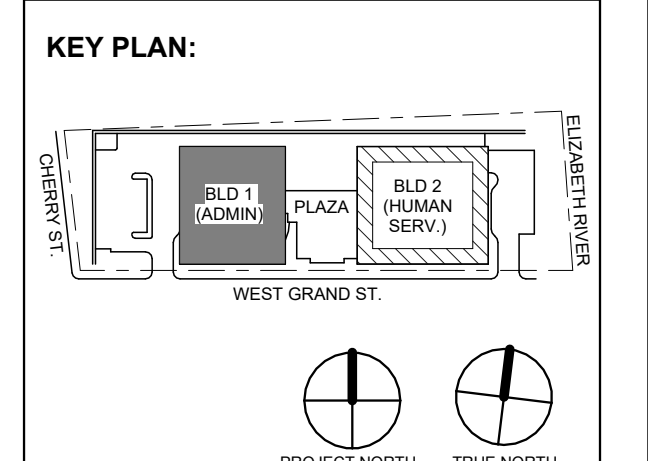 KEY PLAN:
CHERRY ST.
BLD 1
(ADMIN)
PLAZA
BLD 2
(HUMAN
SERV.)
ELIZABETH RIVER
WEST GRAND ST.
PROJECT NORTH
TRUE NORTH